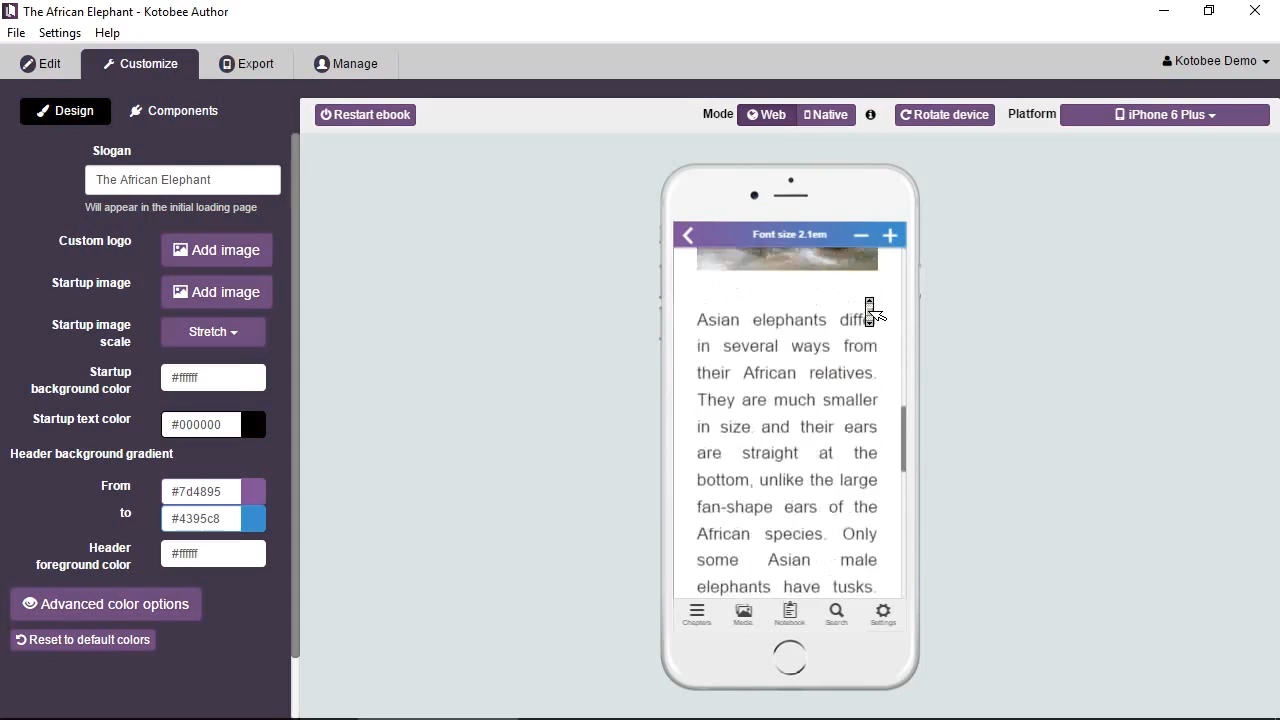 The African Elephant - Kotobee Author
File Settings Help
Edit Customize Export Manage Kotobee Demo
Design Components
Restart ebook Mode Web Native Rotate device Platform iPhone 6 Plus
Slogan
The African Elephant
Will appear in the initial loading page
Custom logo
Add image
Startup image
Add image
Startup image
scale
Stretch
Startup
background color
#ffffff
Startup text color
#000000
Header background gradient
From
#7d4895
to
#4395c8
Header
foreground color
#ffffff
Advanced color options
Reset to default colors
Font size 2.1em
Asian elephants
in several ways from
their African relatives.
They are much smaller
in size and their ears
are straight at the
bottom, unlike the large
fan-shape ears of the
African species. Only
some Asian male
elephants have tusks.
Chapters Media Notebook Search Settings